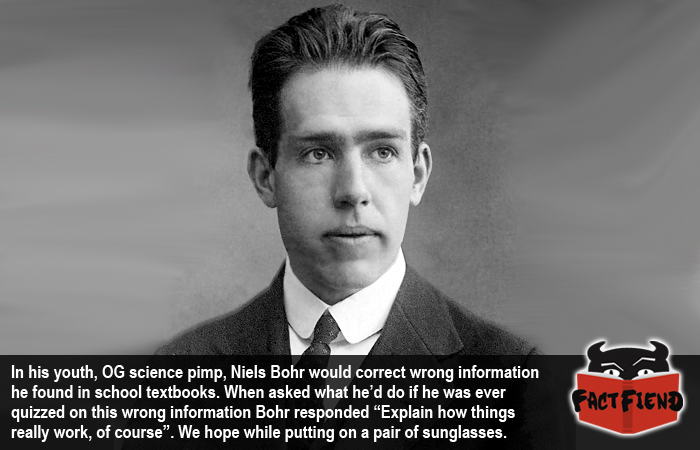 In his youth, OG science pimp, Niels Bohr would correct wrong information
he found in school textbooks. When asked what he’d do if he was ever
quizzed on this wrong information Bohr responded “Explain how things
really work, of course”. We hope while putting on a pair of sunglasses.
FACT FIEND